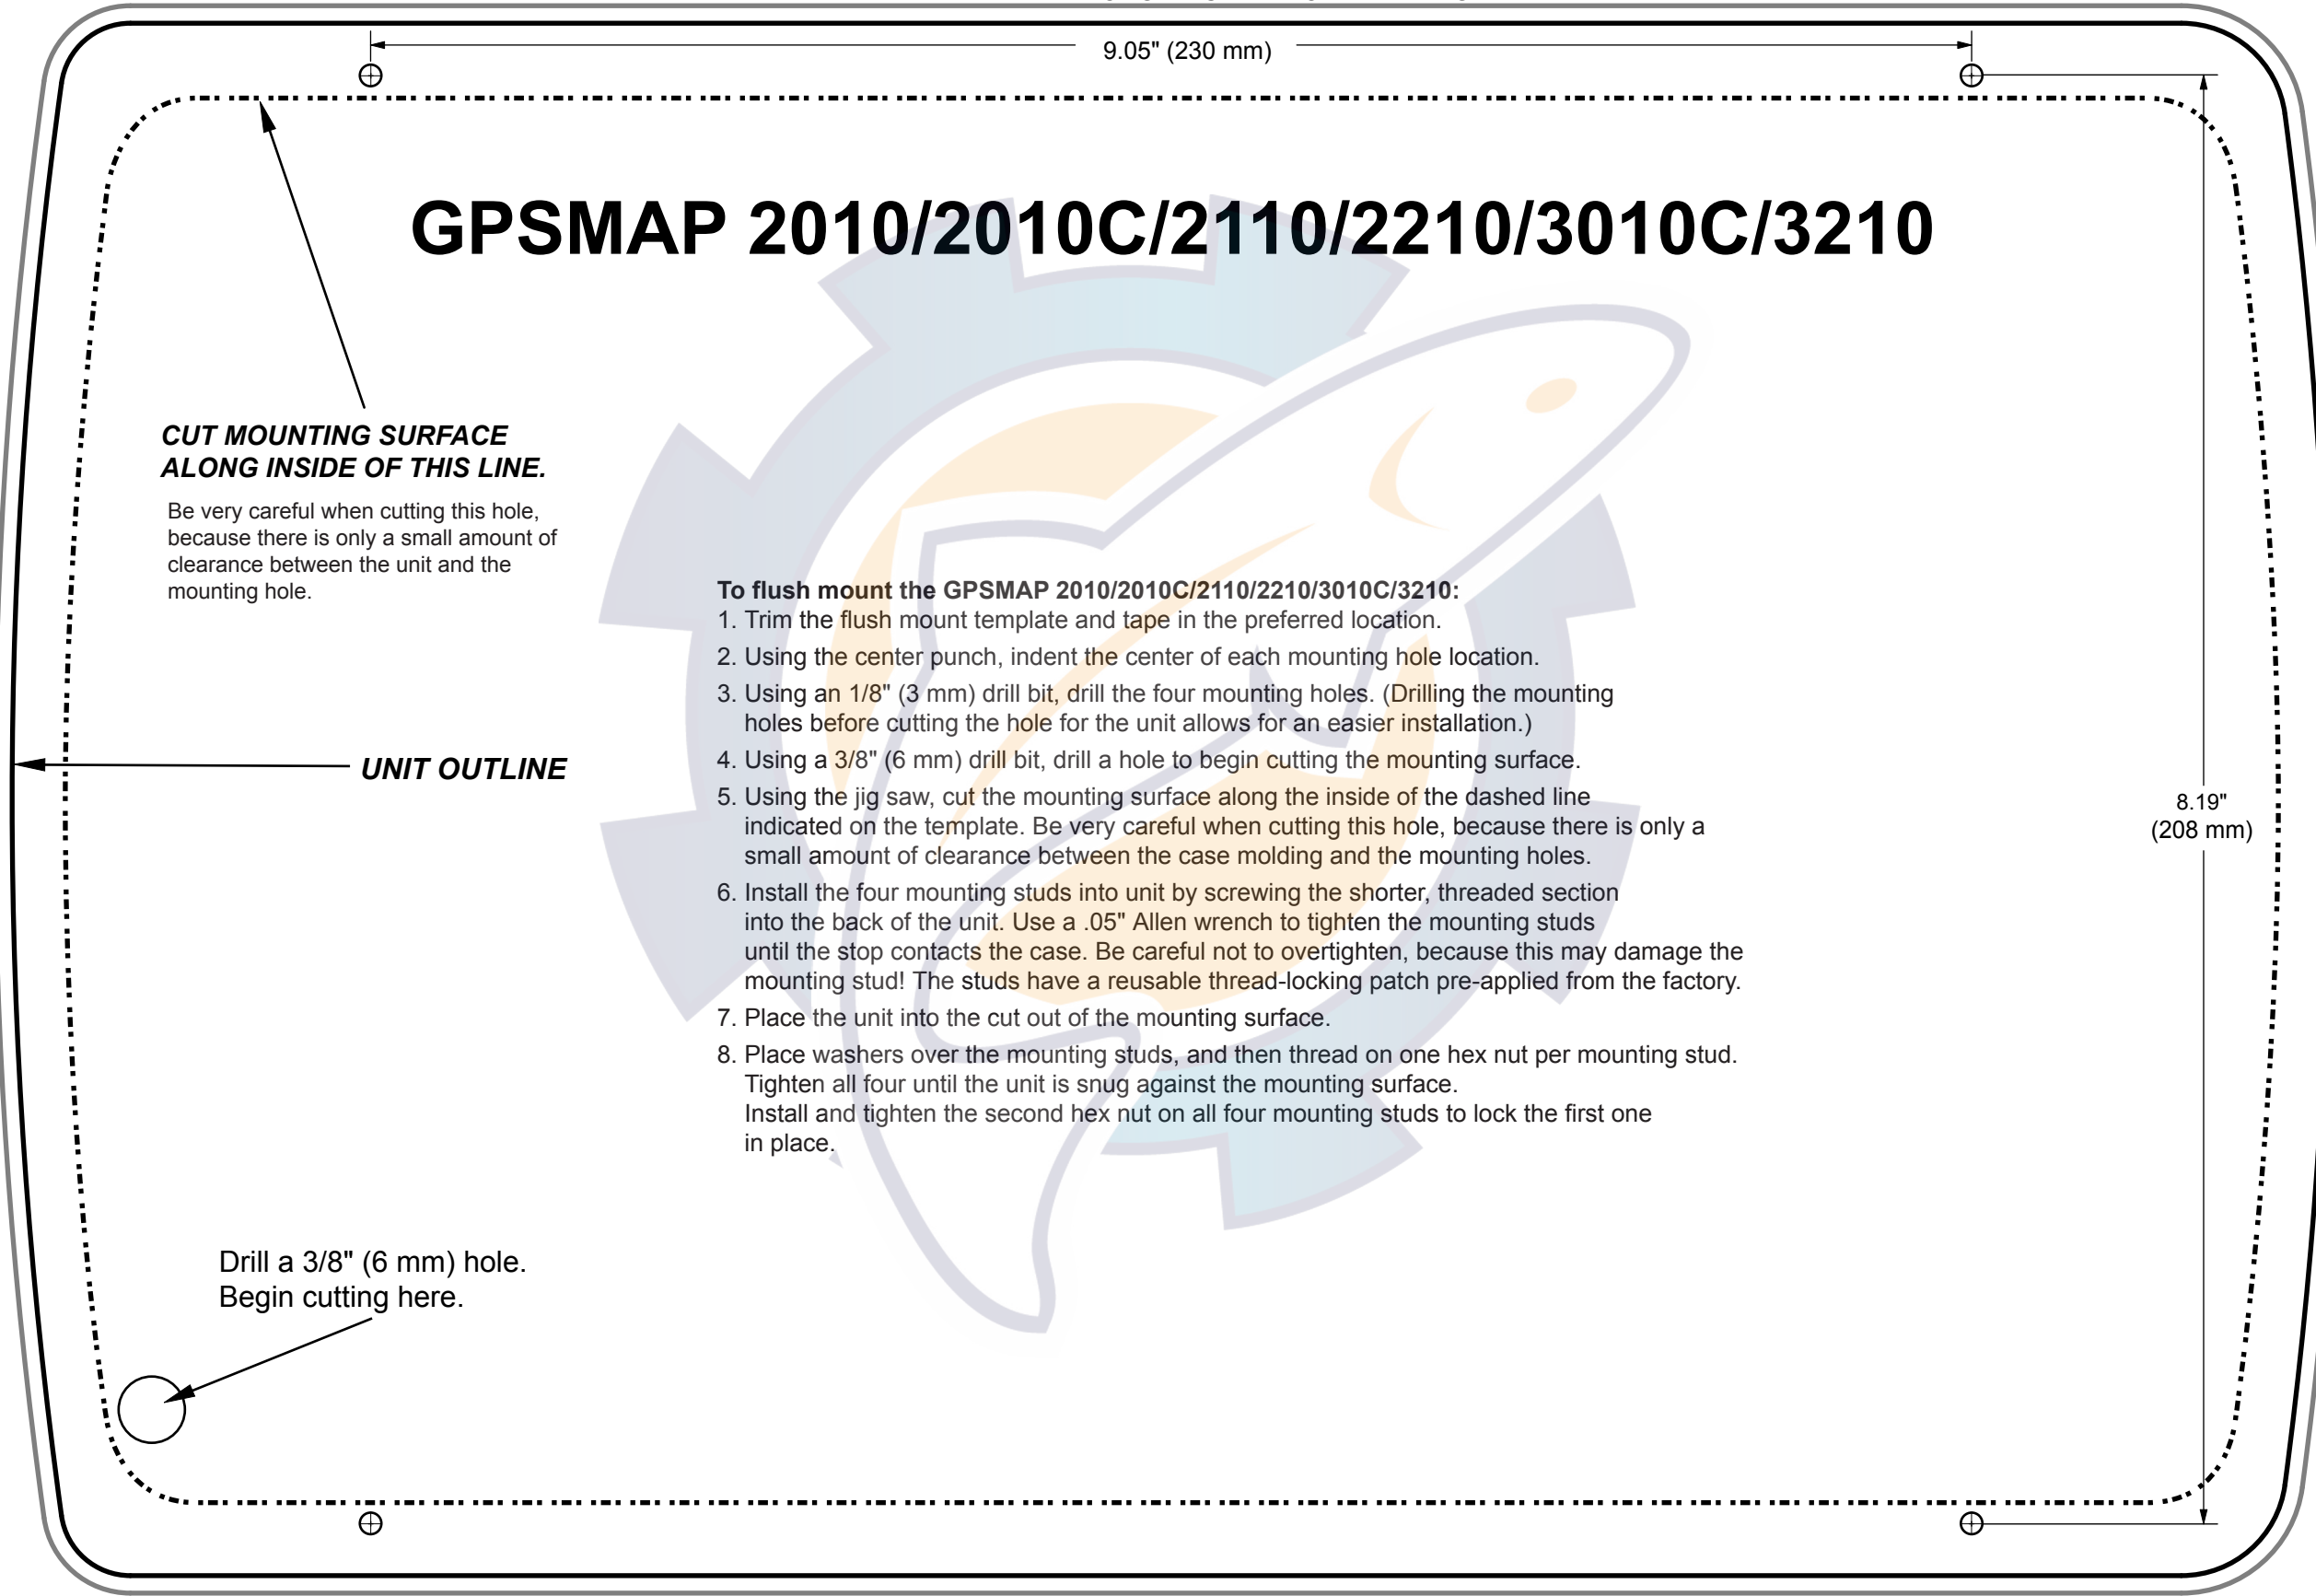 9.05" (230 mm)
GPSMAP 2010/2010C/2110/2210/3010C/3210
CUT MOUNTING SURFACE
ALONG INSIDE OF THIS LINE.
Be very careful when cutting this hole,
because there is only a small amount of
clearance between the unit and the
mounting hole.
To flush mount the GPSMAP 2010/2010C/2110/2210/3010C/3210:
1. Trim the flush mount template and tape in the preferred location.
2. Using the center punch, indent the center of each mounting hole location.
3. Using an 1/8" (3 mm) drill bit, drill the four mounting holes. (Drilling the mounting
holes before cutting the hole for the unit allows for an easier installation.)
4. Using a 3/8" (6 mm) drill bit, drill a hole to begin cutting the mounting surface.
5. Using the jig saw, cut the mounting surface along the inside of the dashed line
indicated on the template. Be very careful when cutting this hole, because there is only a
small amount of clearance between the case molding and the mounting holes.
6. Install the four mounting studs into unit by screwing the shorter, threaded section
into the back of the unit. Use a .05" Allen wrench to tighten the mounting studs
until the stop contacts the case. Be careful not to overtighten, because this may damage the
mounting stud! The studs have a reusable thread-locking patch pre-applied from the factory.
7. Place the unit into the cut out of the mounting surface.
8. Place washers over the mounting studs, and then thread on one hex nut per mounting stud.
Tighten all four until the unit is snug against the mounting surface.
Install and tighten the second hex nut on all four mounting studs to lock the first one
in place.
UNIT OUTLINE
8.19"
(208 mm)
Drill a 3/8" (6 mm) hole.
Begin cutting here.